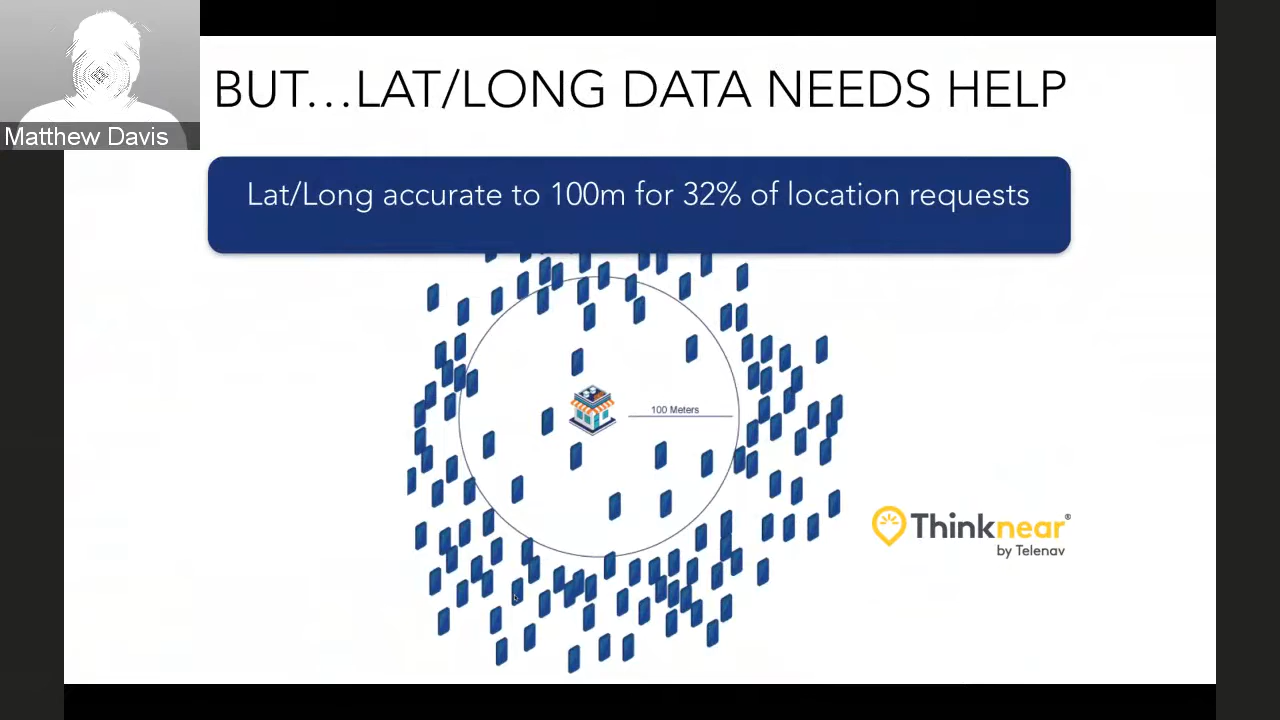 Matthew Davis
BUT...LAT/LONG DATA NEEDS HELP
Lat/Long accurate to 100m for 32% of location requests
100 Meters
Thinknear®
by Telenav